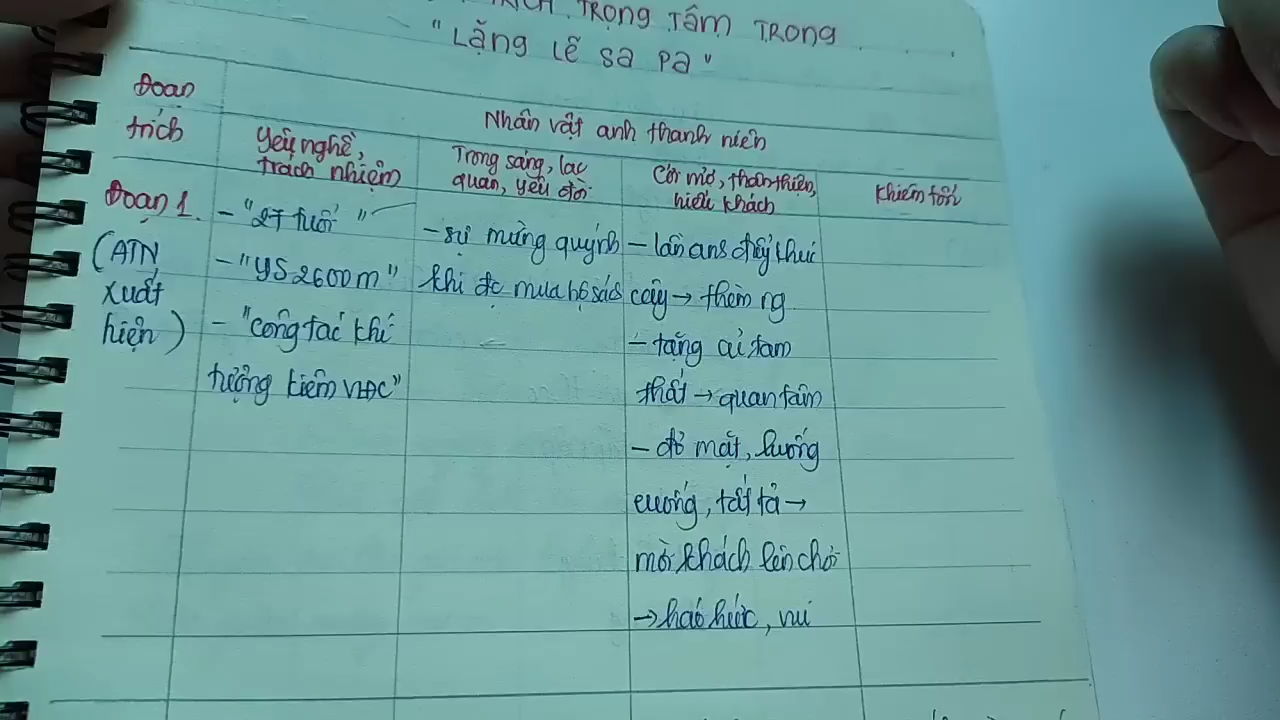 TRÍCH TRỌNG TÂM TRONG
"LẶNG LẼ SA PA"
Đoạn
trích
Nhân vật anh thanh niên
Yêu nghề,
trách nhiệm
Trong sáng, lạc
quan, yêu đời
Cởi mở, thân thiện,
hiếu khách
Khiêm tốn
Đoạn 1
(ATN
xuất
hiện)
- "27 tuổi"
- "YS 2600m"
- "công tác khí
tượng kiêm VLĐC"
- sự mừng quýnh
khi đc mua hộ sách
- lần ans đẩy khúc
cây → thèm ng
- tặng củ tam
thất → quan tâm
- đỏ mặt, luống
cuống, tất tả →
mời khách lên chơi
→ háo hức, vui